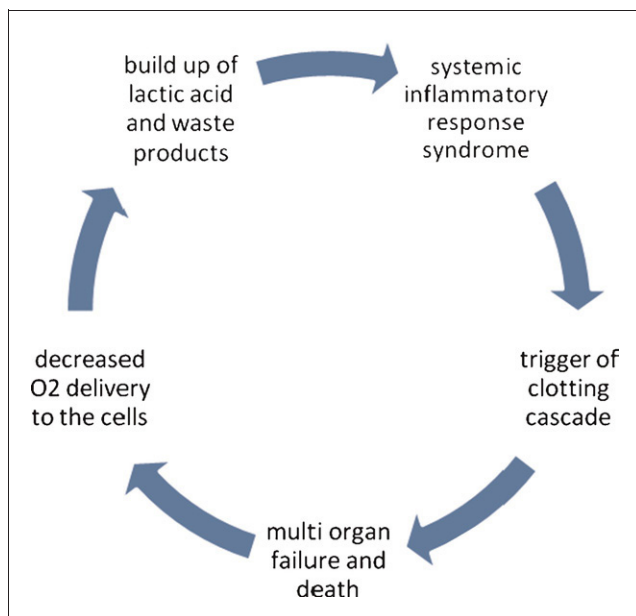 build up of
lactic acid
and waste
products
systemic
inflammatory
response
syndrome
trigger of
clotting
cascade
multi organ
failure and
death
decreased
O2 delivery
to the cells